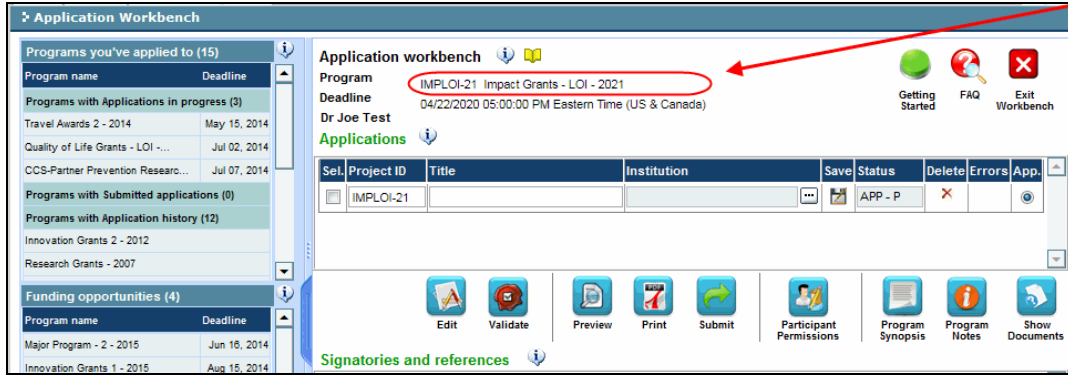 Application Workbench
Programs you've applied to (15)
Program name Deadline
Programs with Applications in progress (3)
Travel Awards 2 - 2014 May 15, 2014
Quality of Life Grants - LOI -... Jul 02, 2014
CCS-Partner Prevention Researc... Jul 07, 2014
Programs with Submitted applications (0)
Programs with Application history (12)
Innovation Grants 2 - 2012
Research Grants - 2007
Funding opportunities (4)
Program name Deadline
Major Program - 2 - 2015 Jun 16, 2014
Innovation Grants 1 - 2015 Aug 15, 2014
Application workbench
Program IMPLOI-21 Impact Grants - LOI - 2021
Deadline 04/22/2020 05:00:00 PM Eastern Time (US & Canada)
Dr Joe Test
Getting Started
FAQ
Exit Workbench
Applications
Sel. Project ID Title Institution Save Status Delete Errors App.
IMPLOI-21 ... APP - P
Edit Validate Preview Print Submit Participant Permissions Program Synopsis Program Notes Show Documents
Signatories and references